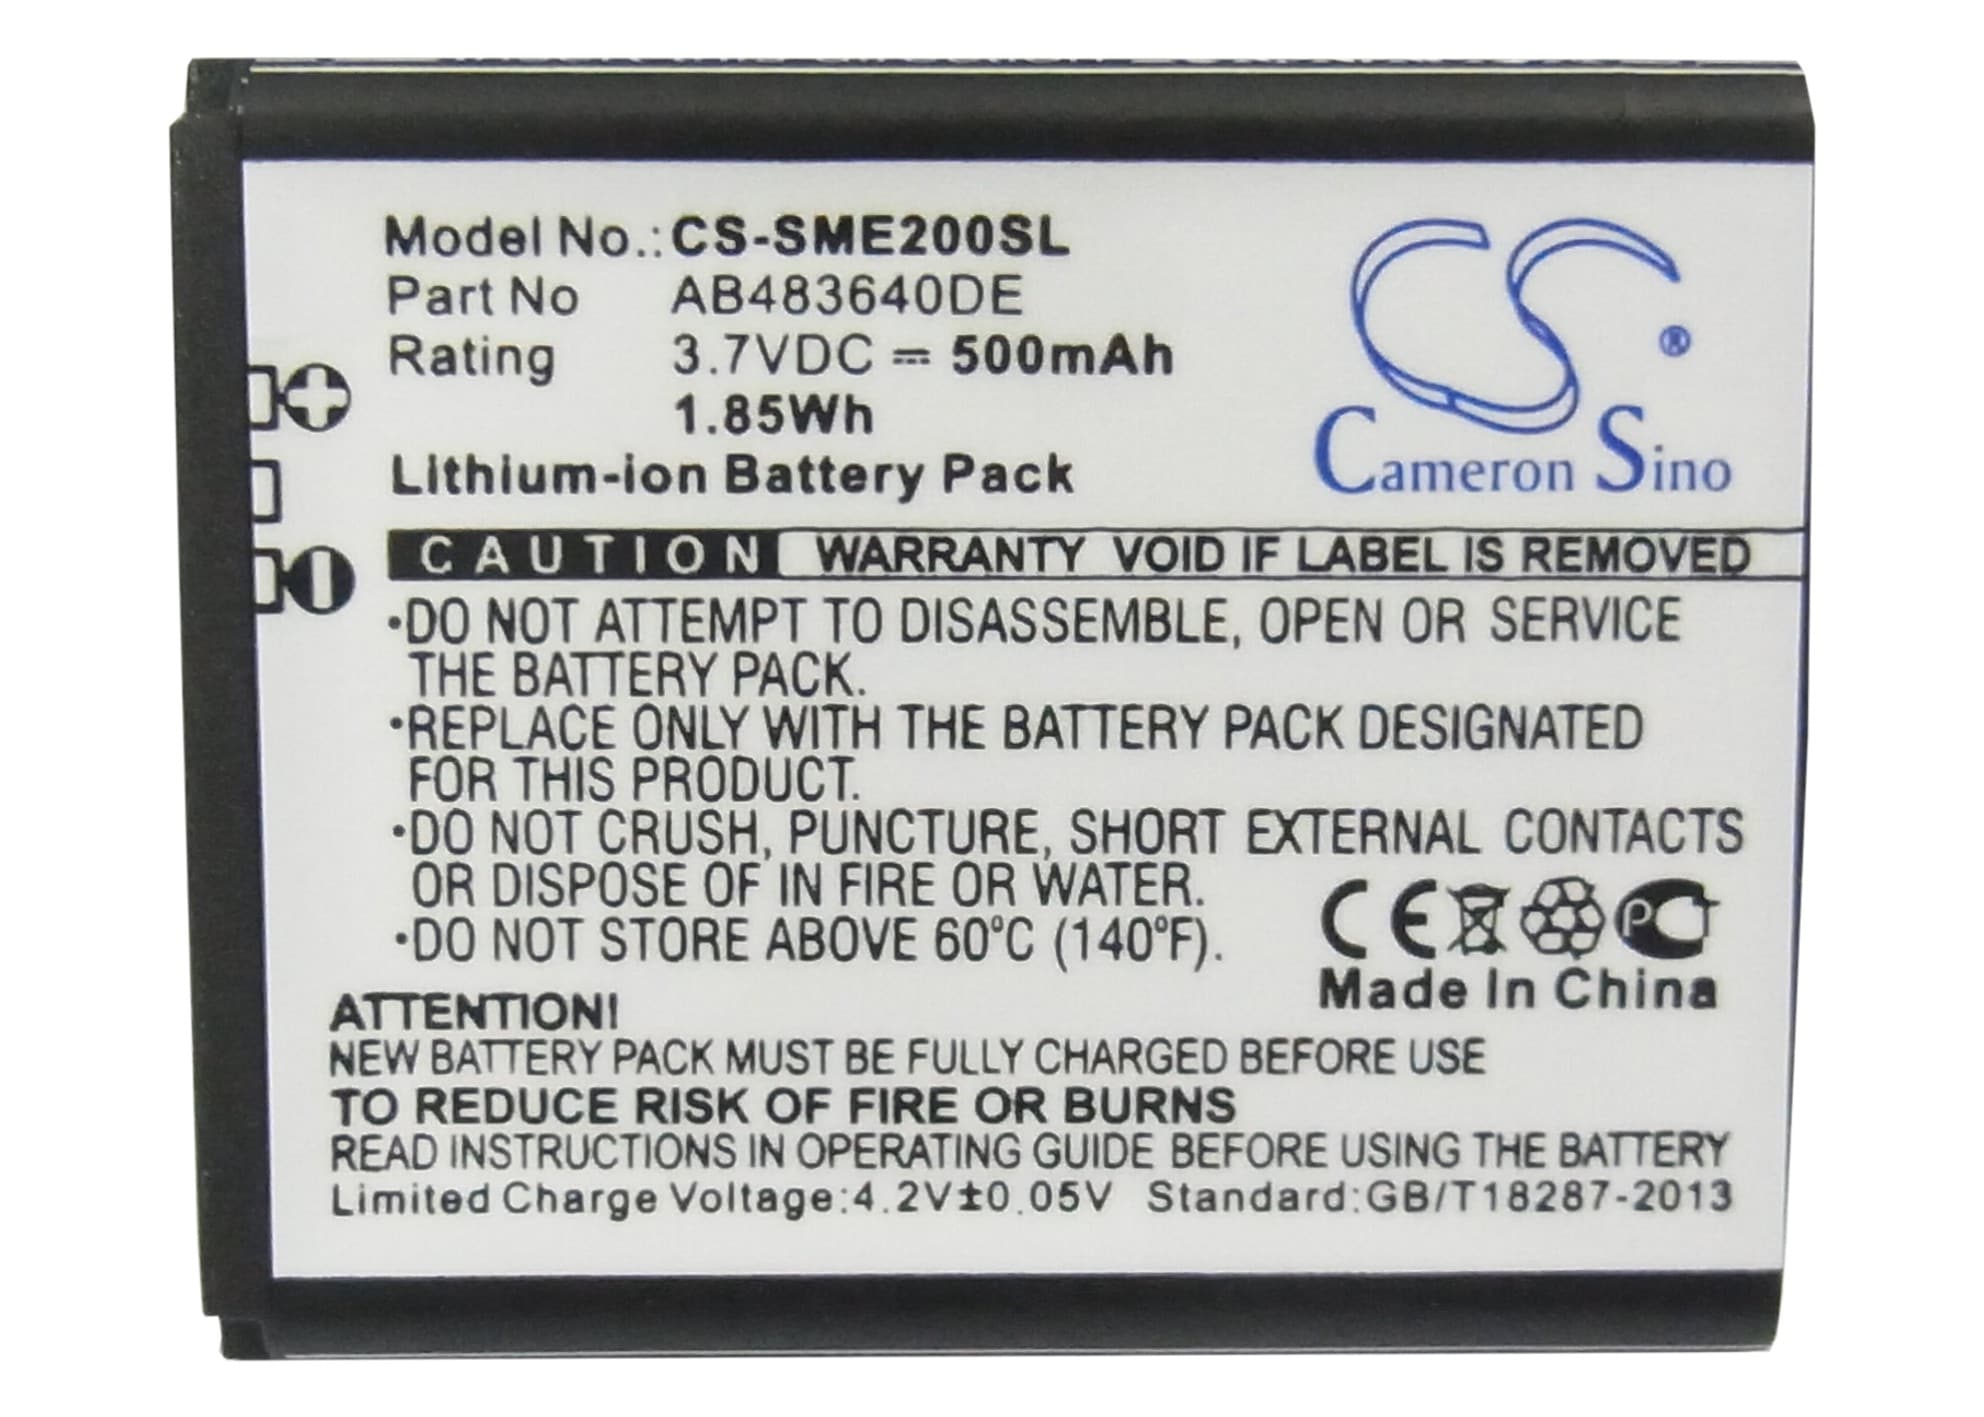 Model No.: CS-SME200SL
Part No AB483640DE
Rating 3.7VDC ⎓ 500mAh
1.85Wh
Lithium-ion Battery Pack
CS®
Cameron Sino
CAUTION WARRANTY VOID IF LABEL IS REMOVED
•DO NOT ATTEMPT TO DISASSEMBLE, OPEN OR SERVICE
THE BATTERY PACK.
•REPLACE ONLY WITH THE BATTERY PACK DESIGNATED
FOR THIS PRODUCT.
•DO NOT CRUSH, PUNCTURE, SHORT EXTERNAL CONTACTS
OR DISPOSE OF IN FIRE OR WATER.
•DO NOT STORE ABOVE 60°C (140°F).
CE
Made In China
ATTENTION!
NEW BATTERY PACK MUST BE FULLY CHARGED BEFORE USE
TO REDUCE RISK OF FIRE OR BURNS
READ INSTRUCTIONS IN OPERATING GUIDE BEFORE USING THE BATTERY
Limited Charge Voltage:4.2V±0.05V Standard:GB/T18287-2013